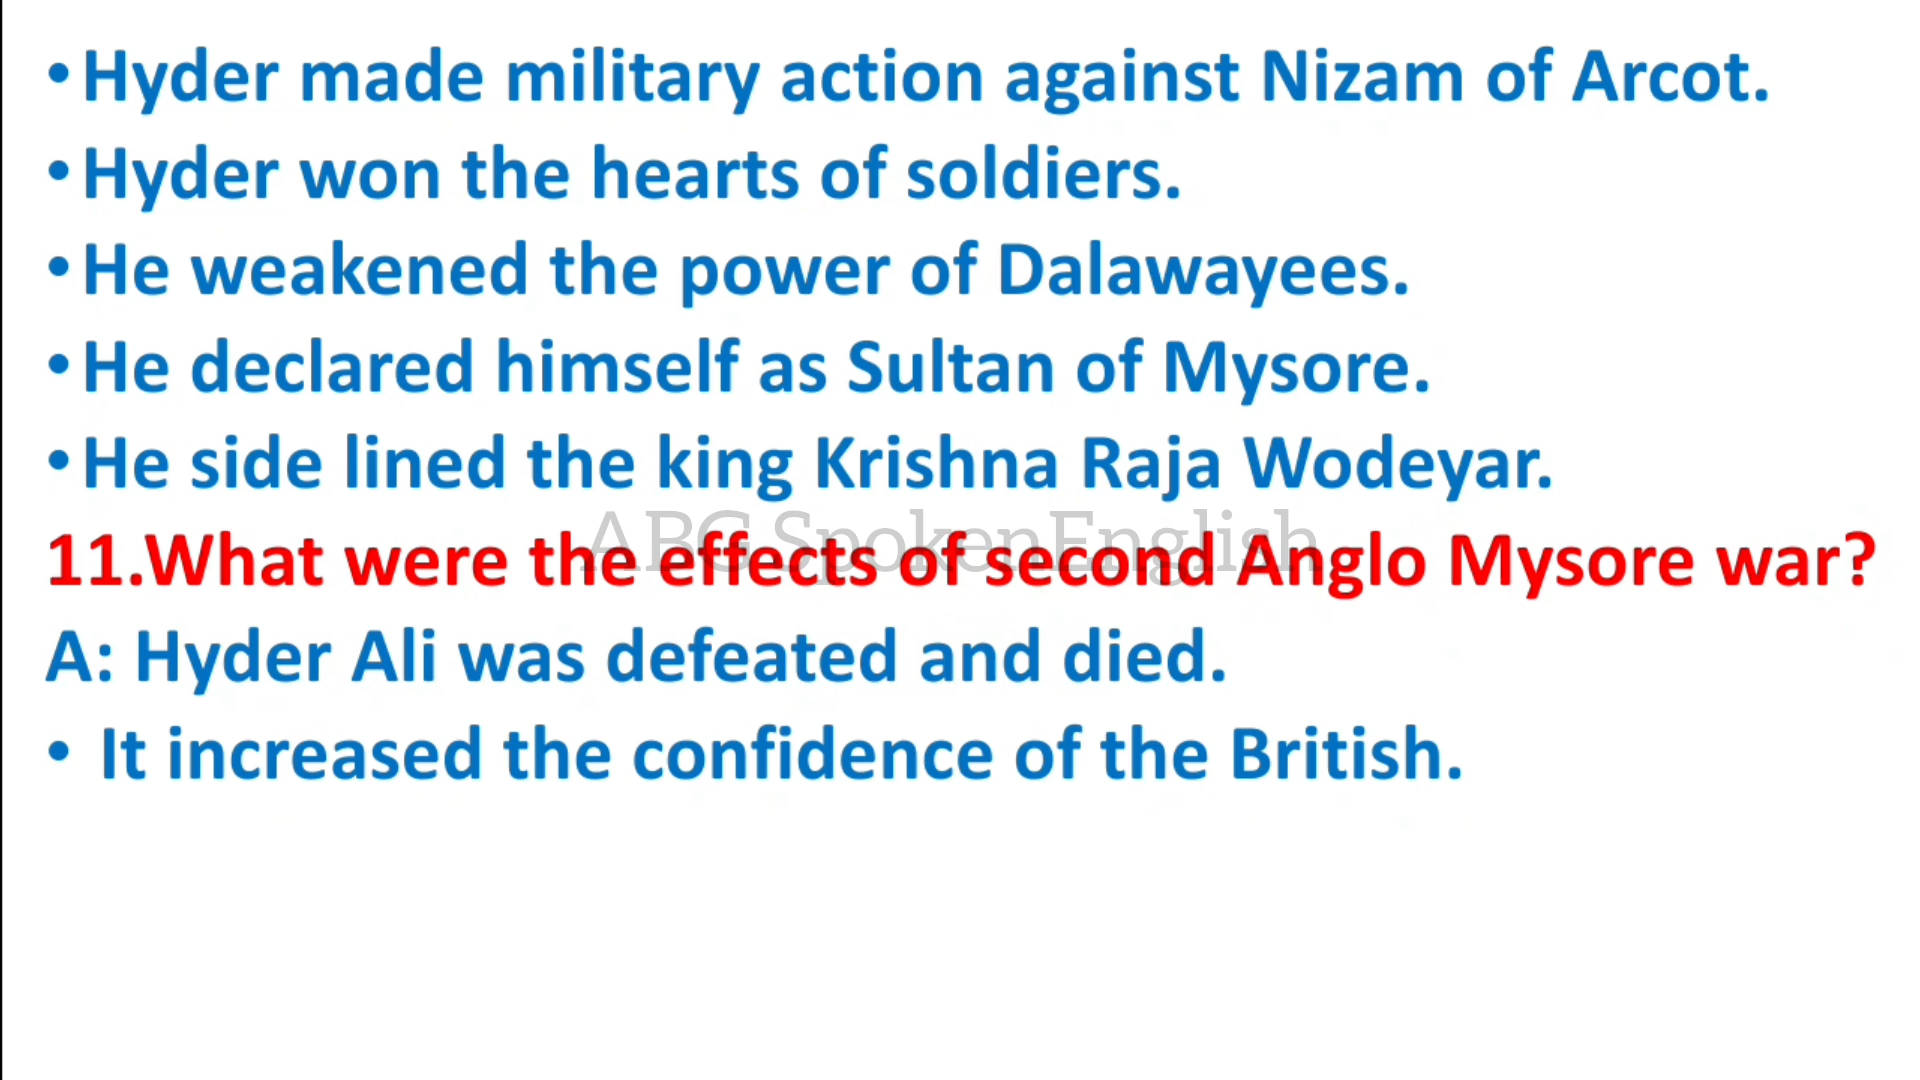 •Hyder made military action against Nizam of Arcot.
•Hyder won the hearts of soldiers.
•He weakened the power of Dalawayees.
•He declared himself as Sultan of Mysore.
•He side lined the king Krishna Raja Wodeyar.
ABC SpokenEnglish
11.What were the effects of second Anglo Mysore war?
A: Hyder Ali was defeated and died.
• It increased the confidence of the British.